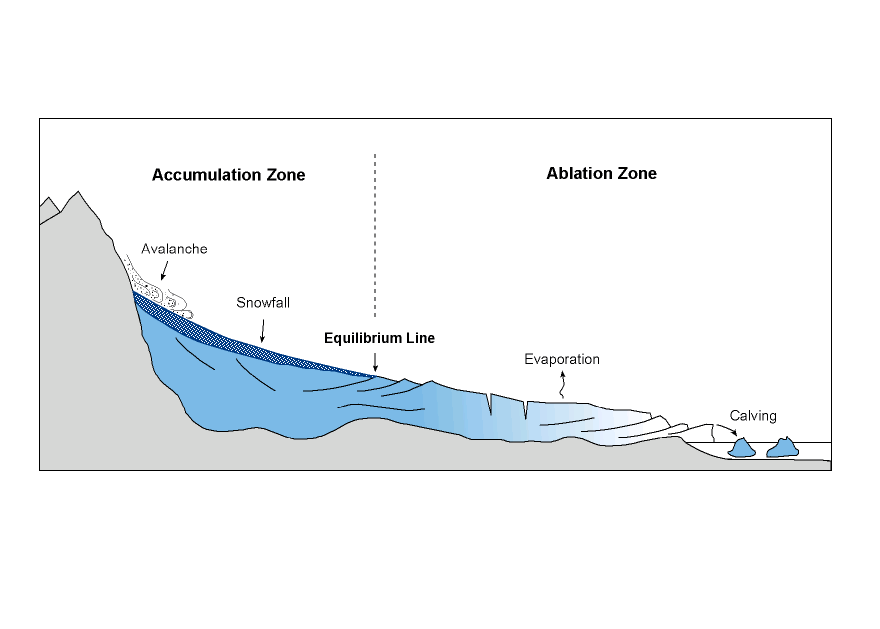 Accumulation Zone
Ablation Zone
Avalanche
Snowfall
Equilibrium Line
Evaporation
Calving